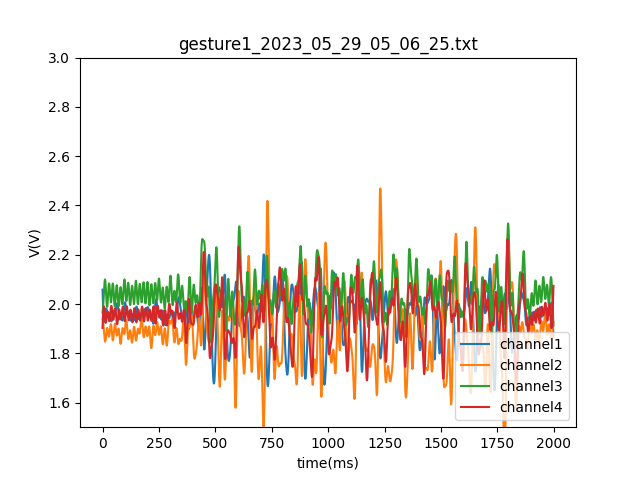 gesture1_2023_05_29_05_06_25.txt
3.0
2.8
2.6
2.4
2.2
2.0
1.8
1.6
V(V)
channel1
channel2
channel3
channel4
0 250 500 750 1000 1250 1500 1750 2000
time(ms)